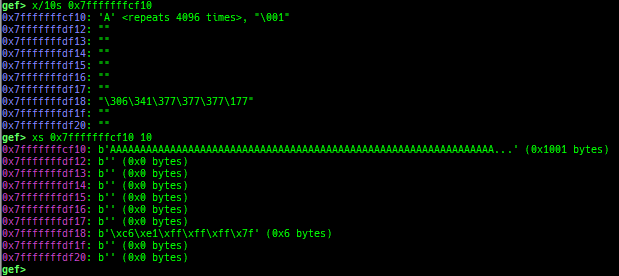 gef> x/10s 0x7fffffffcf10
0x7fffffffcf10: 'A' <repeats 4096 times>, "\001"
0x7fffffffdf12: ""
0x7fffffffdf13: ""
0x7fffffffdf14: ""
0x7fffffffdf15: ""
0x7fffffffdf16: ""
0x7fffffffdf17: ""
0x7fffffffdf18: "\306\341\377\377\377\177"
0x7fffffffdf1f: ""
0x7fffffffdf20: ""
gef> xs 0x7fffffffcf10 10
0x7fffffffcf10: b'AAAAAAAAAAAAAAAAAAAAAAAAAAAAAAAAAAAAAAAAAAAAAAAAAAAAAAAAAAAAAAAA...' (0x1001 bytes)
0x7fffffffdf12: b'' (0x0 bytes)
0x7fffffffdf13: b'' (0x0 bytes)
0x7fffffffdf14: b'' (0x0 bytes)
0x7fffffffdf15: b'' (0x0 bytes)
0x7fffffffdf16: b'' (0x0 bytes)
0x7fffffffdf17: b'' (0x0 bytes)
0x7fffffffdf18: b'\xc6\xe1\xff\xff\xff\x7f' (0x6 bytes)
0x7fffffffdf1f: b'' (0x0 bytes)
0x7fffffffdf20: b'' (0x0 bytes)
gef>